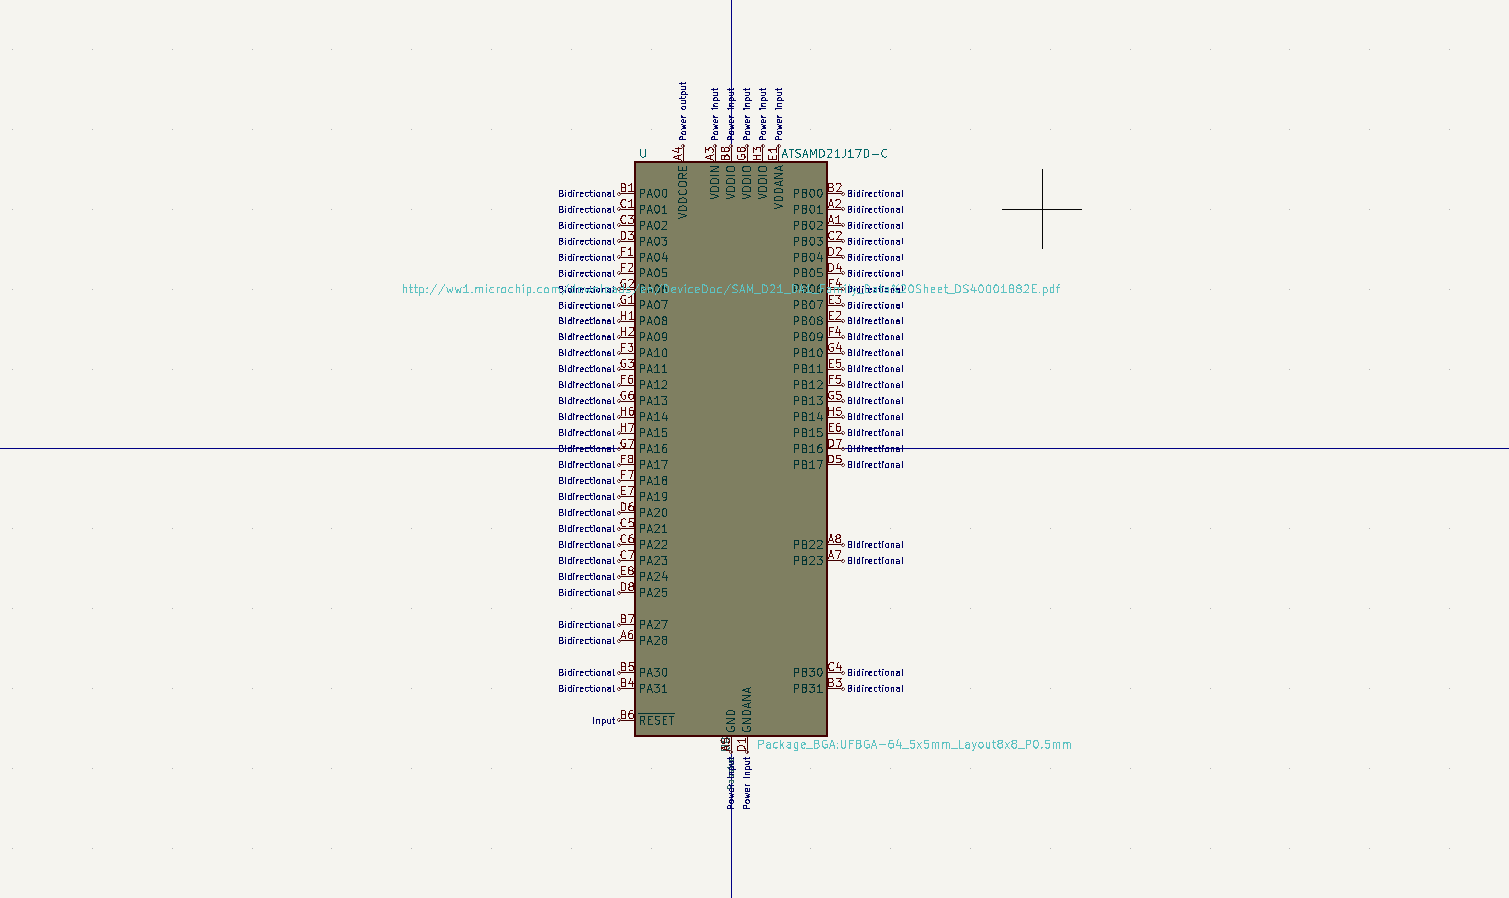 Power output
Power Input
Power Input
Power Input
Power Input
Power Input
A4
A3
B8
G8
H3
E1
U
ATSAMD21J17D-C
VDDCORE
VDDIN
VDDIO
VDDIO
VDDIO
VDDANA
Bidirectional B1 PA00 PB00 B2 Bidirectional
Bidirectional C1 PA01 PB01 A2 Bidirectional
Bidirectional C3 PA02 PB02 A1 Bidirectional
Bidirectional D3 PA03 PB03 C2 Bidirectional
Bidirectional F1 PA04 PB04 D2 Bidirectional
Bidirectional F2 PA05 PB05 D4 Bidirectional
G2 PA06 PB06 E4 Bidirectional
http://ww1.microchip.com/ DeviceDoc/SAM_D21_ 20Sheet_DS40001882E.pdf
Bidirectional G1 PA07 PB07 E3 Bidirectional
Bidirectional H1 PA08 PB08 E2 Bidirectional
Bidirectional H2 PA09 PB09 F4 Bidirectional
Bidirectional F3 PA10 PB10 G4 Bidirectional
Bidirectional G3 PA11 PB11 E5 Bidirectional
Bidirectional F6 PA12 PB12 F5 Bidirectional
Bidirectional G6 PA13 PB13 G5 Bidirectional
Bidirectional H6 PA14 PB14 H5 Bidirectional
Bidirectional H7 PA15 PB15 E6 Bidirectional
Bidirectional G7 PA16 PB16 D7 Bidirectional
Bidirectional F8 PA17 PB17 D5 Bidirectional
Bidirectional F7 PA18
Bidirectional E7 PA19
Bidirectional D6 PA20
Bidirectional C5 PA21
Bidirectional C6 PA22 PB22 A8 Bidirectional
Bidirectional C7 PA23 PB23 A7 Bidirectional
Bidirectional E8 PA24
Bidirectional D8 PA25
Bidirectional B7 PA27
Bidirectional A6 PA28
Bidirectional B5 PA30 PB30 C4 Bidirectional
Bidirectional B4 PA31 PB31 B3 Bidirectional
Input B6 RESET
GND
GNDANA
D1
Package_BGA:UFBGA-64_5x5mm_Layout8x8_P0.5mm
Power Input
Power Input